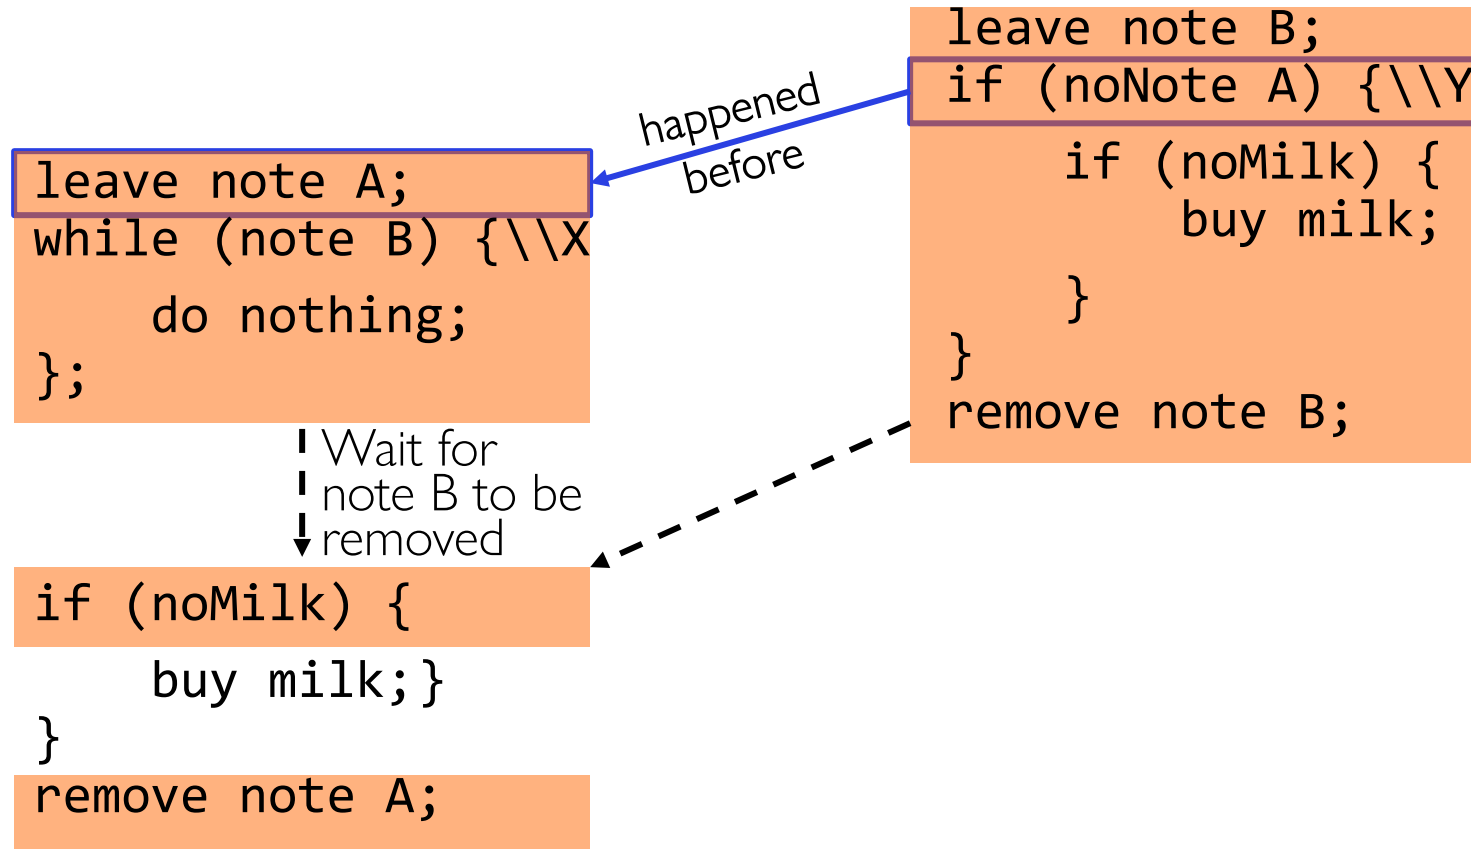 leave note A;
while (note B) {\\X
do nothing;
};
Wait for
note B to be
removed
if (noMilk) {
buy milk;}
}
remove note A;
happened
before
leave note B;
if (noNote A) {\\Y
if (noMilk) {
buy milk;
}
}
remove note B;